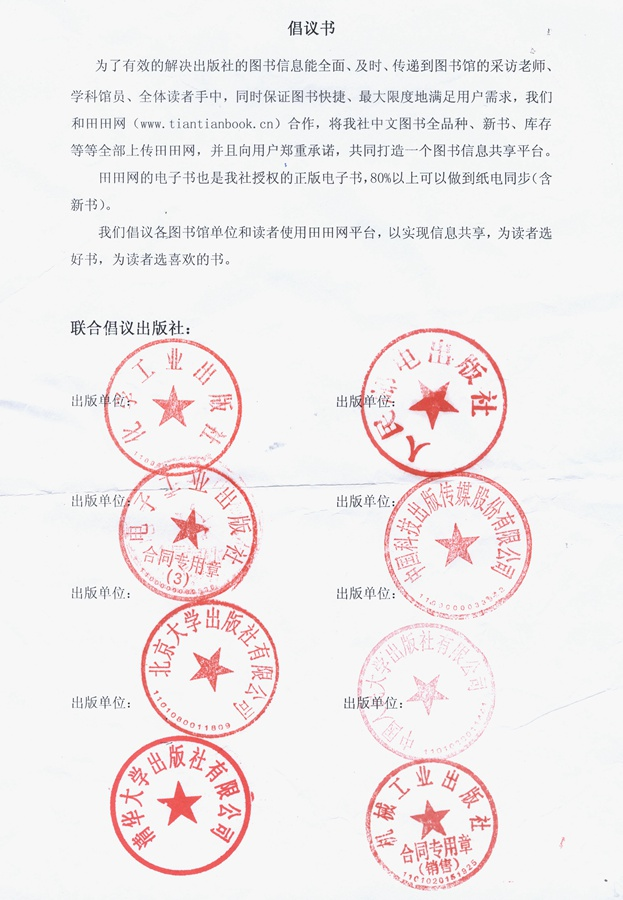 倡议书
为了有效的解决出版社的图书信息能全面、及时、传递到图书馆的采访老师、
学科馆员、全体读者手中，同时保证图书快捷、最大限度地满足用户需求，我们
和田田网（www.tiantianbook.cn）合作，将我社中文图书全品种、新书、库存
等等全部上传田田网，并且向用户郑重承诺，共同打造一个图书信息共享平台。
田田网的电子书也是我社授权的正版电子书，80%以上可以做到纸电同步（含
新书）。
我们倡议各图书馆单位和读者使用田田网平台，以实现信息共享，为读者选
好书，为读者选喜欢的书。
联合倡议出版社：
出版单位：
化学工业出版社
出版单位：
人民邮电出版社
出版单位：
电子工业出版社
合同专用章
（3）
出版单位：
中国科技出版传媒股份有限公司
出版单位：
北京大学出版社有限公司
1101080011809
出版单位：
中国人民大学出版社有限公司
出版单位：
清华大学出版社有限公司
出版单位：
机械工业出版社
合同专用章
（销售）
1101020151925